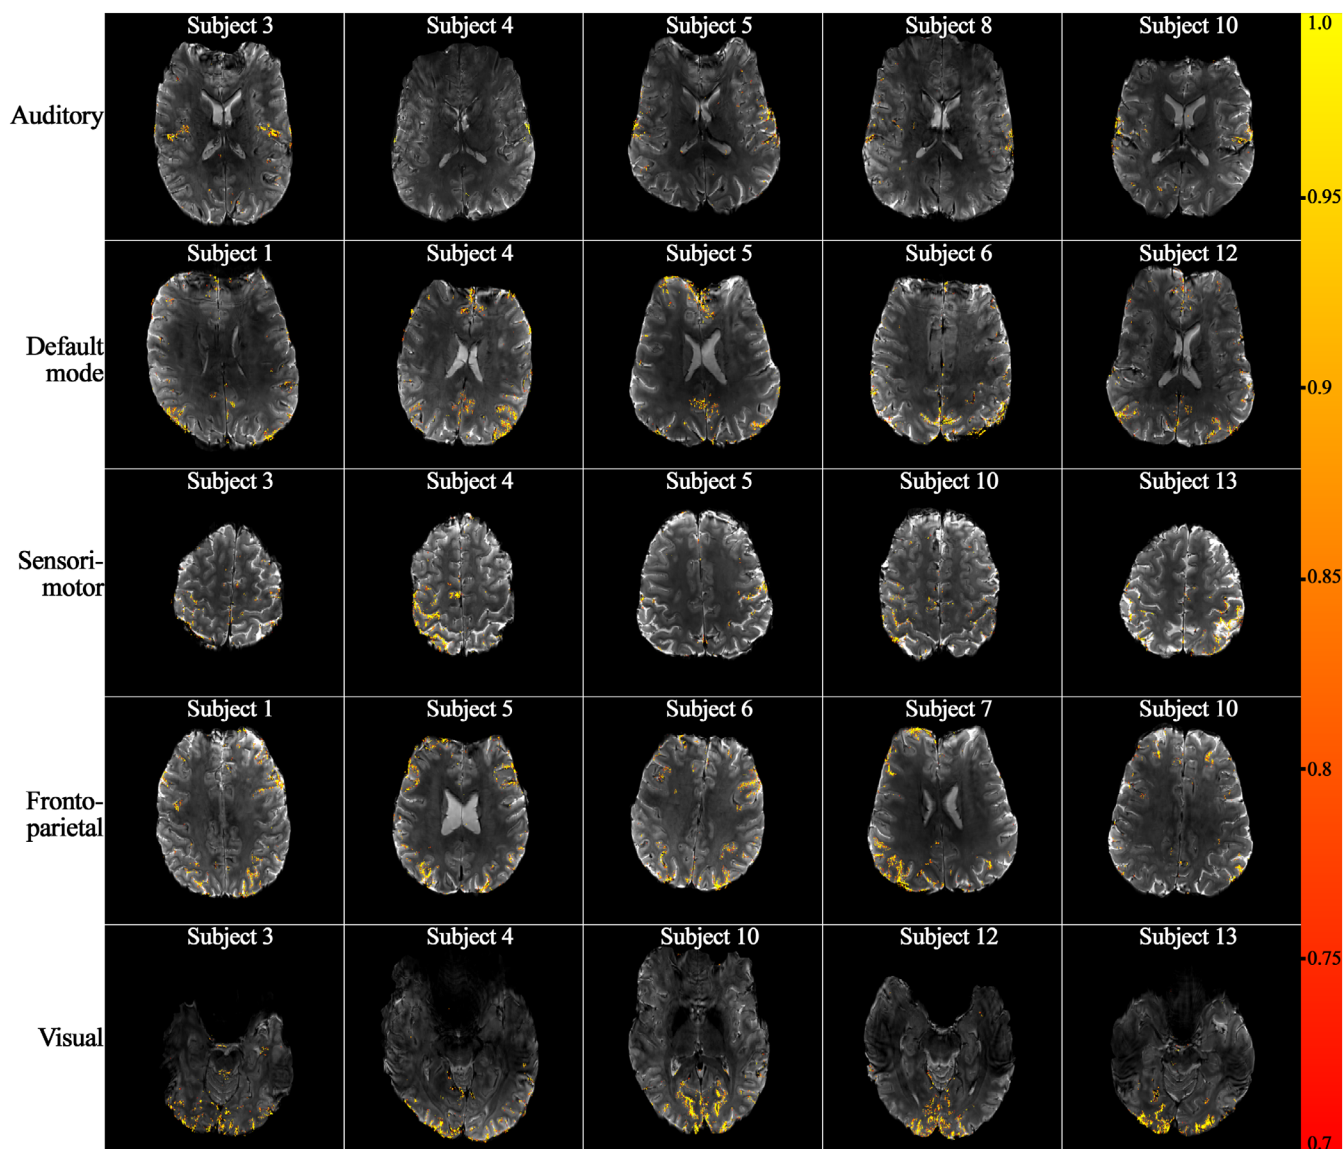 Subject 3 Subject 4 Subject 5 Subject 8 Subject 10
Auditory
Subject 1 Subject 4 Subject 5 Subject 6 Subject 12
Default
mode
Subject 3 Subject 4 Subject 5 Subject 10 Subject 13
Sensori-
motor
Subject 1 Subject 5 Subject 6 Subject 7 Subject 10
Fronto-
parietal
Subject 3 Subject 4 Subject 10 Subject 12 Subject 13
Visual
1.0
0.95
0.9
0.85
0.8
0.75
0.7